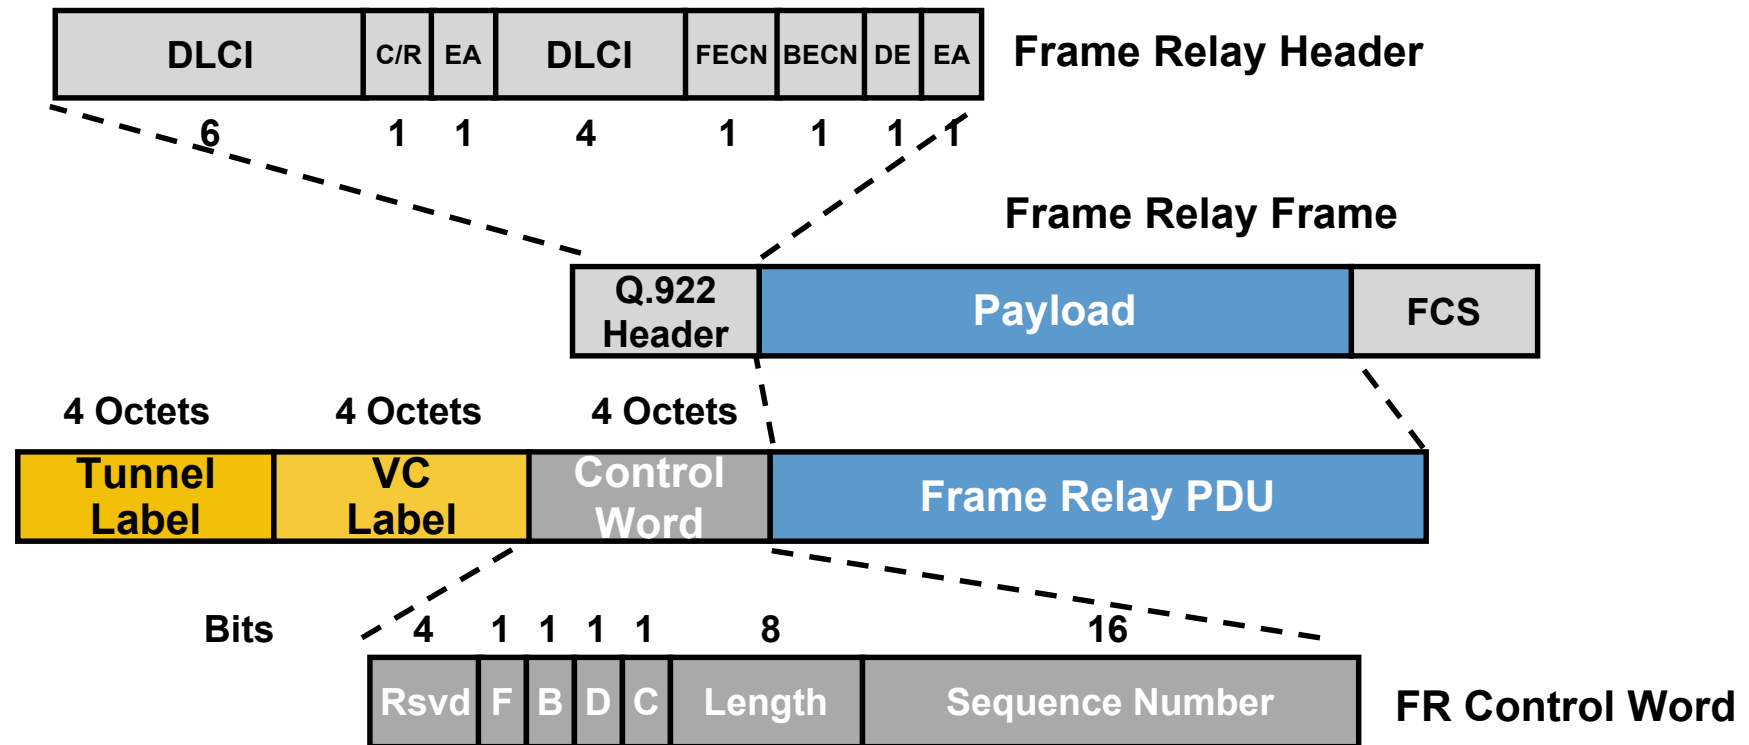 DLCI C/R EA DLCI FECN BECN DE EA Frame Relay Header
6 1 1 4 1 1 1 1
Frame Relay Frame
Q.922
Header Payload FCS
4 Octets 4 Octets 4 Octets
Tunnel
Label
VC
Label
Control
Word
Frame Relay PDU
Bits 4 1 1 1 1 8 16
Rsvd F B D C Length Sequence Number FR Control Word